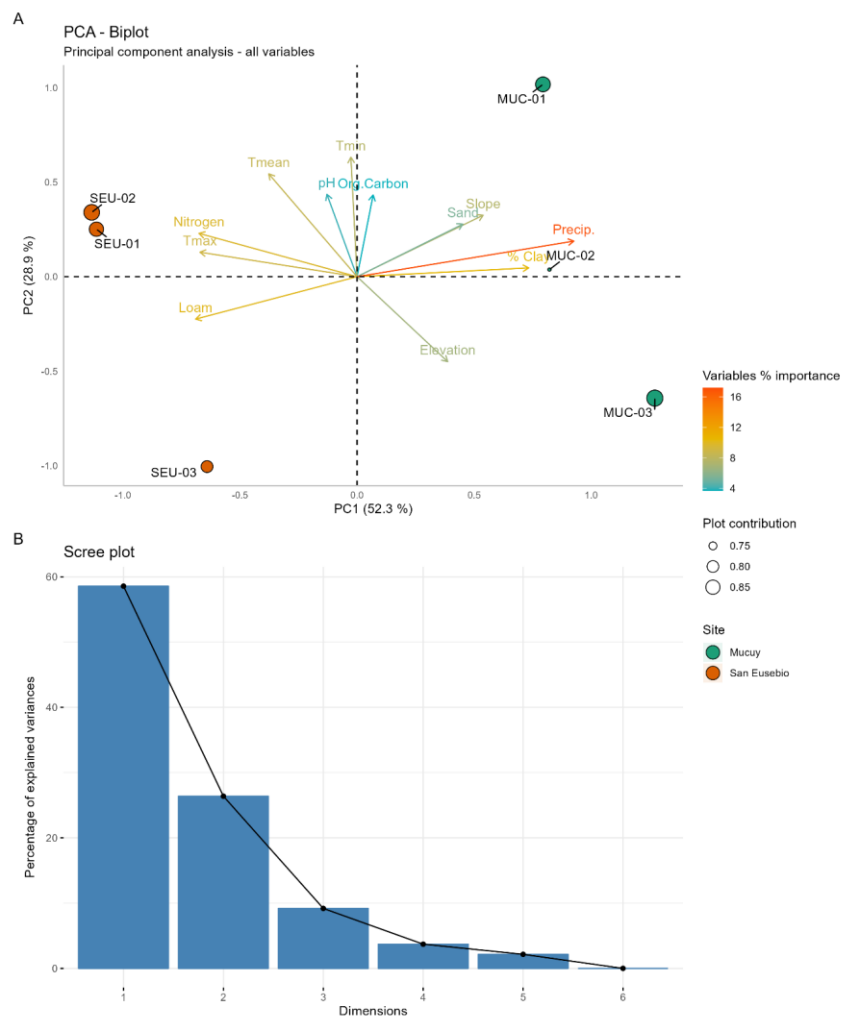 A
PCA - Biplot
Principal component analysis - all variables
PC2 (28.9 %)
1.0
0.5
0.0
-0.5
-1.0
MUC-01
Tmin
Tmean
pH
Org.Carbon
SEU-02
SEU-01
Nitrogen
Tmax
Sand
Slope
Precip.
% Clay
MUC-02
Loam
Elevation
MUC-03
SEU-03
-1.0 -0.5 0.0 0.5 1.0
PC1 (52.3 %)
Variables % importance
16
12
8
4
Plot contribution
0.75
0.80
0.85
Site
Mucuy
San Eusebio
B
Scree plot
Percentage of explained variances
60
40
20
0
1 2 3 4 5 6
Dimensions